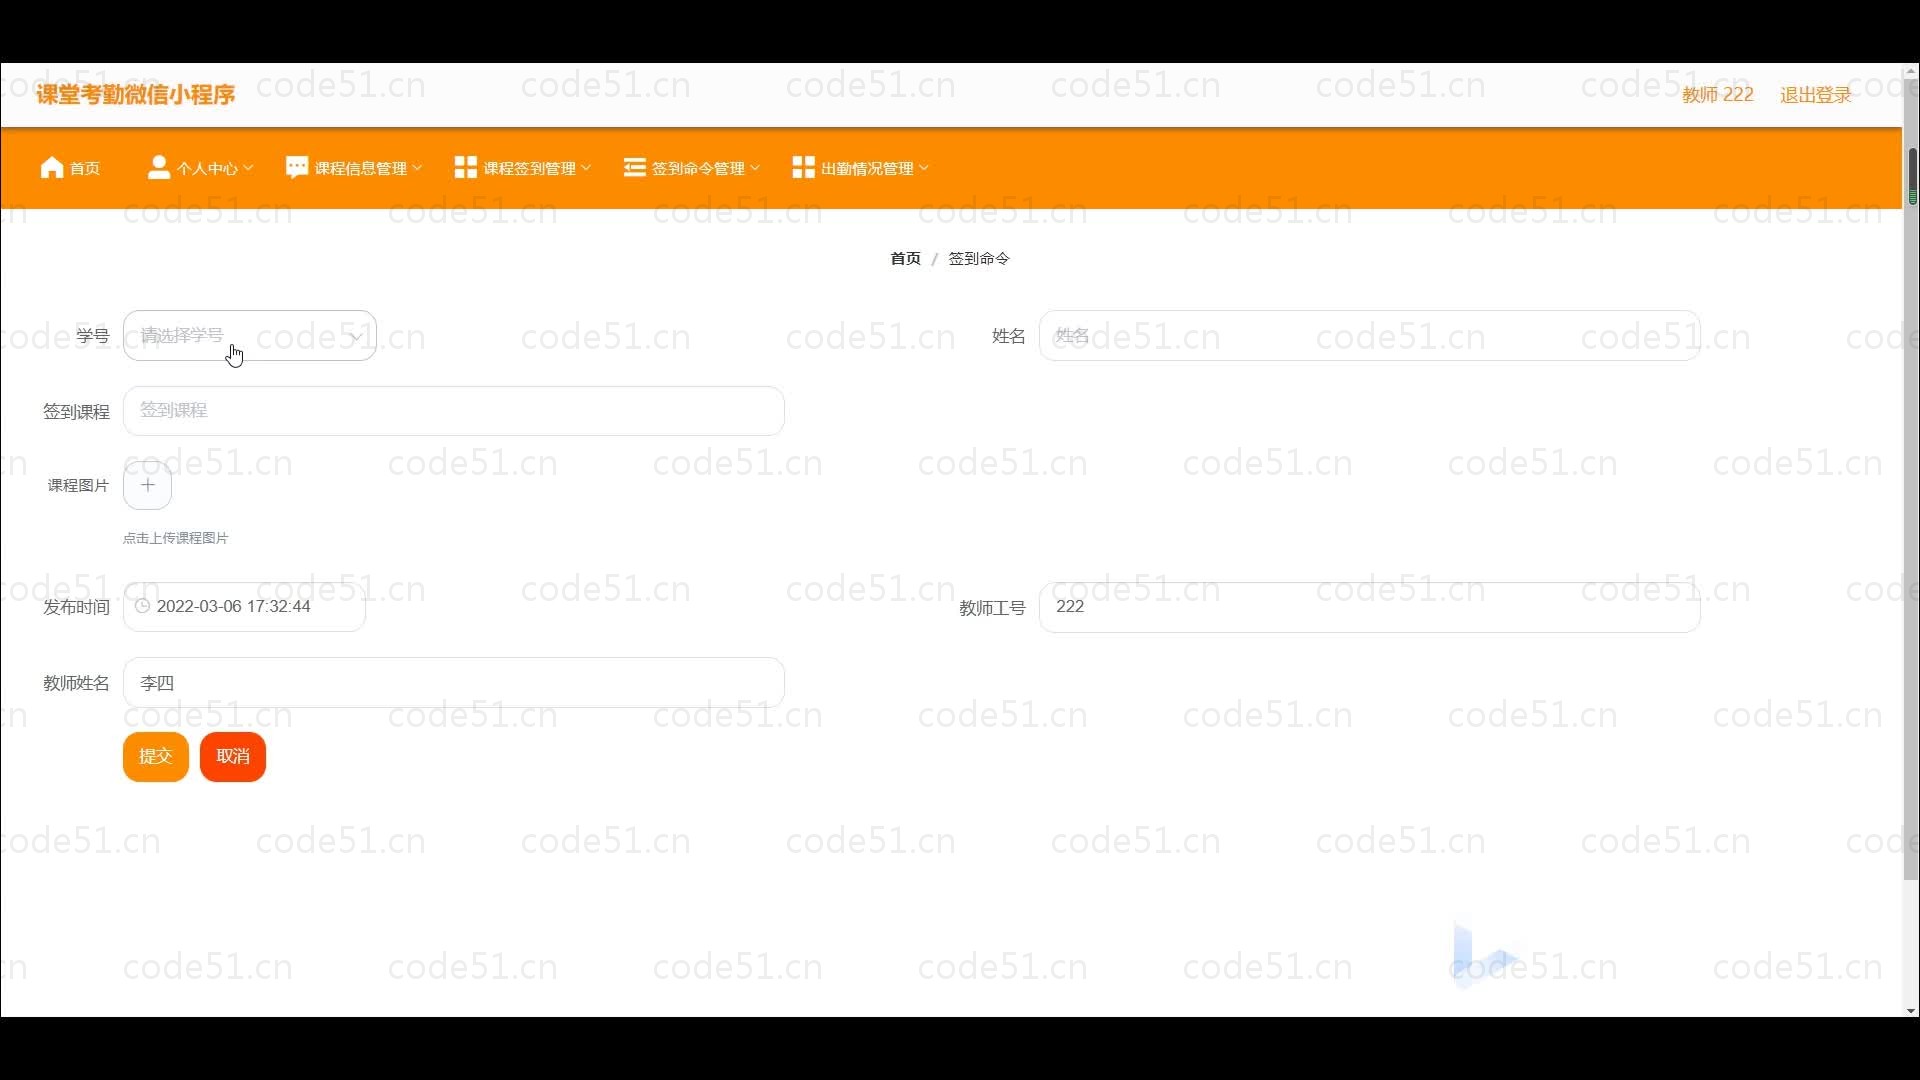 课堂考勤微信小程序
教师 222 退出登录
首页 个人中心 课程信息管理 课程签到管理 签到命令管理 出勤情况管理
首页 / 签到命令
学号 请选择学号 姓名 姓名
签到课程 签到课程
课程图片
点击上传课程图片
发布时间 2022-03-06 17:32:44 教师工号 222
教师姓名 李四
提交 取消
code51.cn